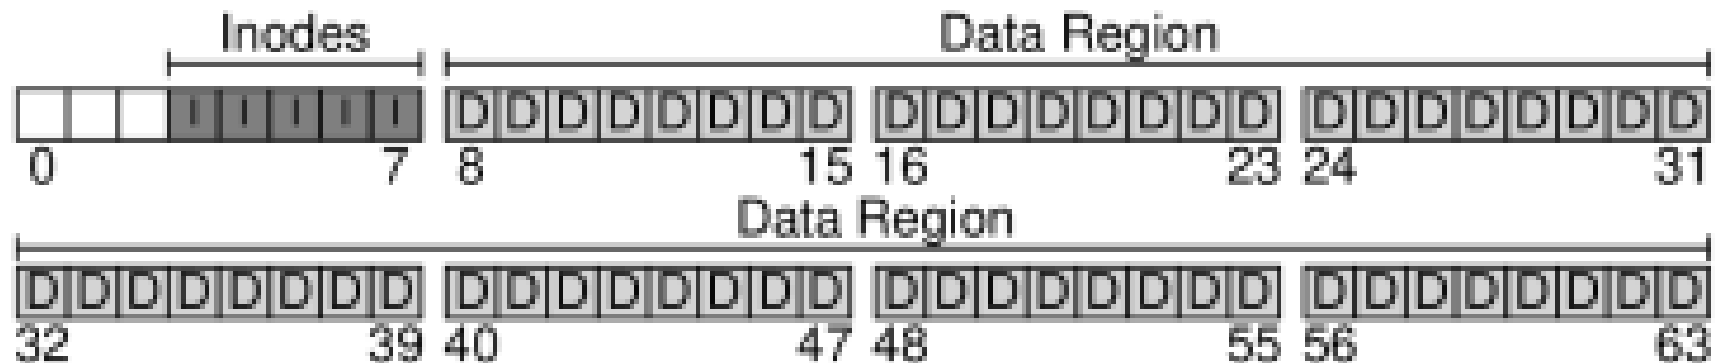 Inodes Data Region
I I I I I D D D D D D D D D D D D D D D D D D D D D D D D
0 7 8 15 16 23 24 31
Data Region
D D D D D D D D D D D D D D D D D D D D D D D D D D D D D D D D
32 39 40 47 48 55 56 63